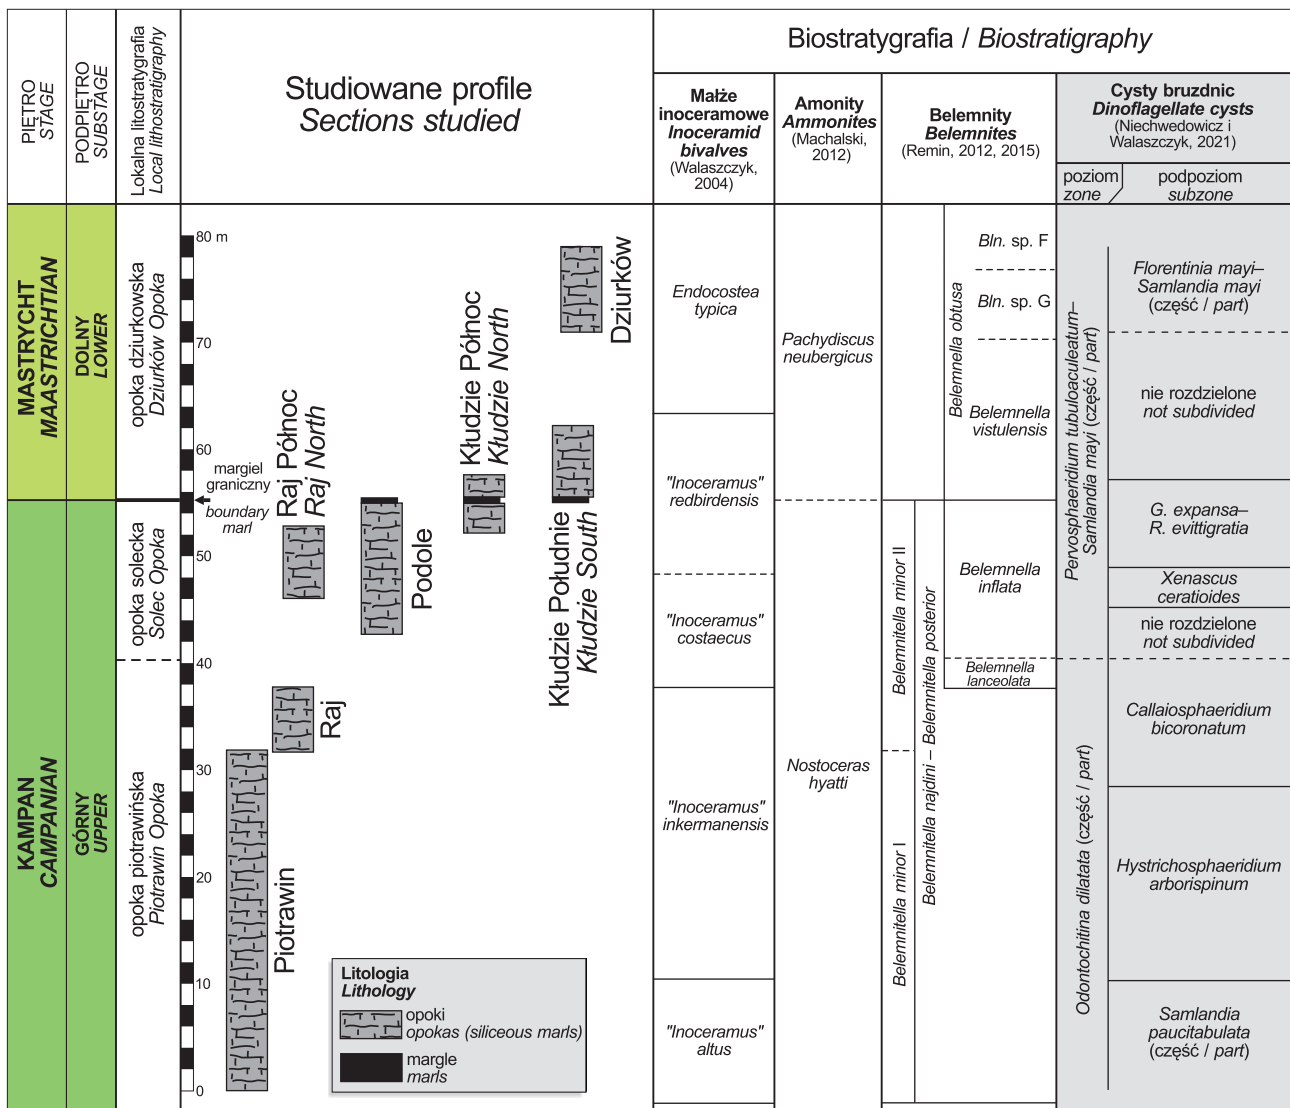 PIĘTRO
STAGE
PODPIĘTRO
SUBSTAGE
Lokalna litostratygrafia
Local lithostratigraphy
Studiowane profile
Sections studied
Biostratygrafia / Biostratigraphy
Małże
inoceramowe
Inoceramid
bivalves
(Walaszczyk,
2004)
Amonity
Ammonites
(Machalski,
2012)
Belemnity
Belemnites
(Remin, 2012, 2015)
Cysty bruzdnic
Dinoflagellate cysts
(Niechwedowicz i
Walaszczyk, 2021)
poziom
zone
podpoziom
subzone
MASTRYCHT
MAASTRICHTIAN
DOLNY
LOWER
KAMPAN
CAMPANIAN
GÓRNY
UPPER
opoka dziurkowska
Dziurków Opoka
margiel
graniczny
boundary
marl
opoka solecka
Solec Opoka
opoka piotrawińska
Piotrawin Opoka
80 m
70
60
50
40
30
20
10
0
Piotrawin
Raj
Raj Północ
Raj North
Podole
Kłudzie Północ
Kłudzie North
Kłudzie Południe
Kłudzie South
Dziurków
Litologia
Lithology
opoki
opokas (siliceous marls)
margle
marls
Endocostea
typica
"Inoceramus"
redbirdensis
"Inoceramus"
costaecus
"Inoceramus"
inkermanensis
"Inoceramus"
altus
Pachydiscus
neubergicus
Nostoceras
hyatti
Belemnitella minor II
Belemnitella minor I
Belemnitella najdini – Belemnitella posterior
Belemnella obtusa
Bln. sp. F
Bln. sp. G
Belemnella
vistulensis
Belemnella
inflata
Belemnella
lanceolata
Pervosphaeridium tubuloaculeatum–
Samlandia mayi (część / part)
Odontochitina dilatata (część / part)
Florentinia mayi–
Samlandia mayi
(część / part)
nie rozdzielone
not subdivided
G. expansa–
R. evittigratia
Xenascus
ceratioides
nie rozdzielone
not subdivided
Callaiosphaeridium
bicoronatum
Hystrichosphaeridium
arborispinum
Samlandia
paucitabulata
(część / part)